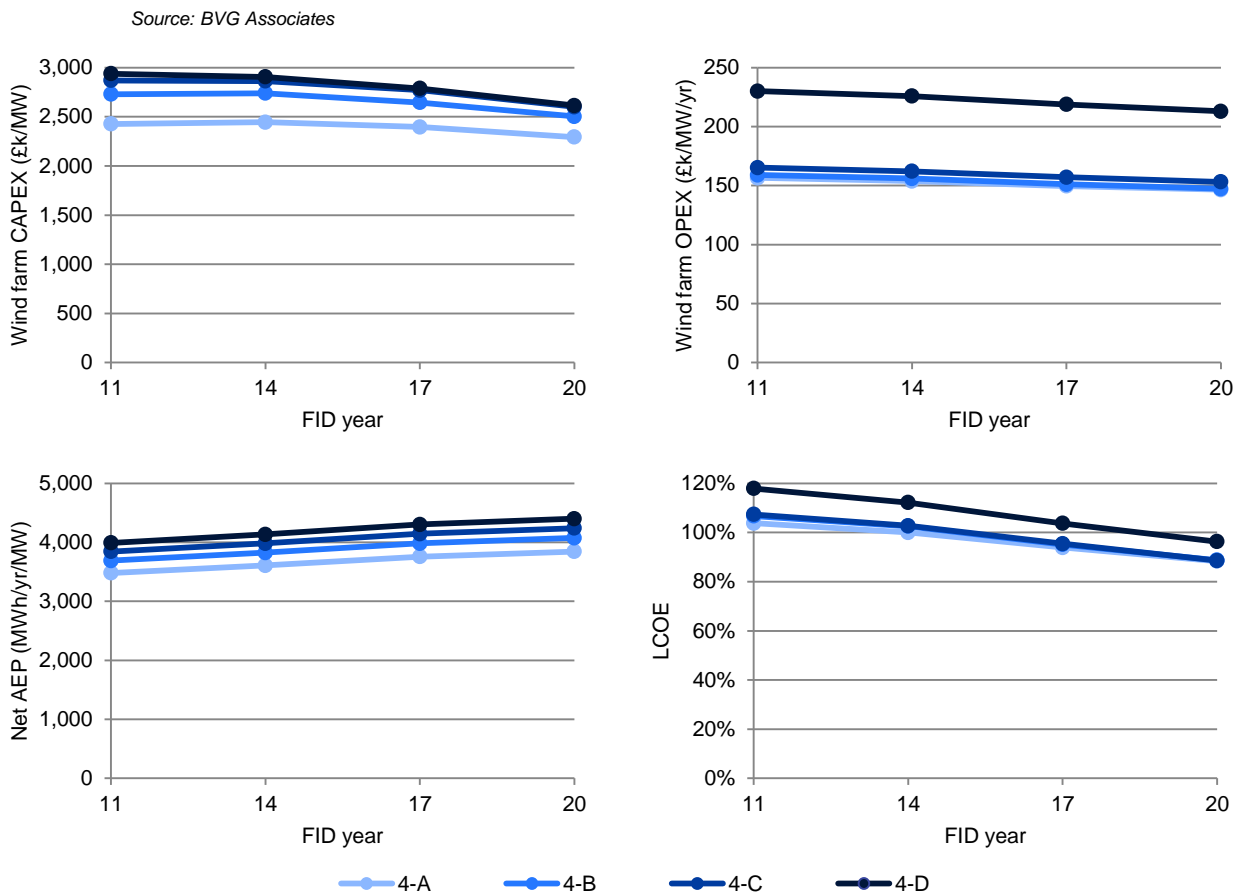 Source: BVG Associates
Wind farm CAPEX (£k/MW)
3,000
2,500
2,000
1,500
1,000
500
0
11 14 17 20
FID year
Wind farm OPEX (£k/MW/yr)
250
200
150
100
50
0
11 14 17 20
FID year
Net AEP (MWh/yr/MW)
5,000
4,000
3,000
2,000
1,000
0
11 14 17 20
FID year
LCOE
120%
100%
80%
60%
40%
20%
0%
11 14 17 20
FID year
4-A 4-B 4-C 4-D